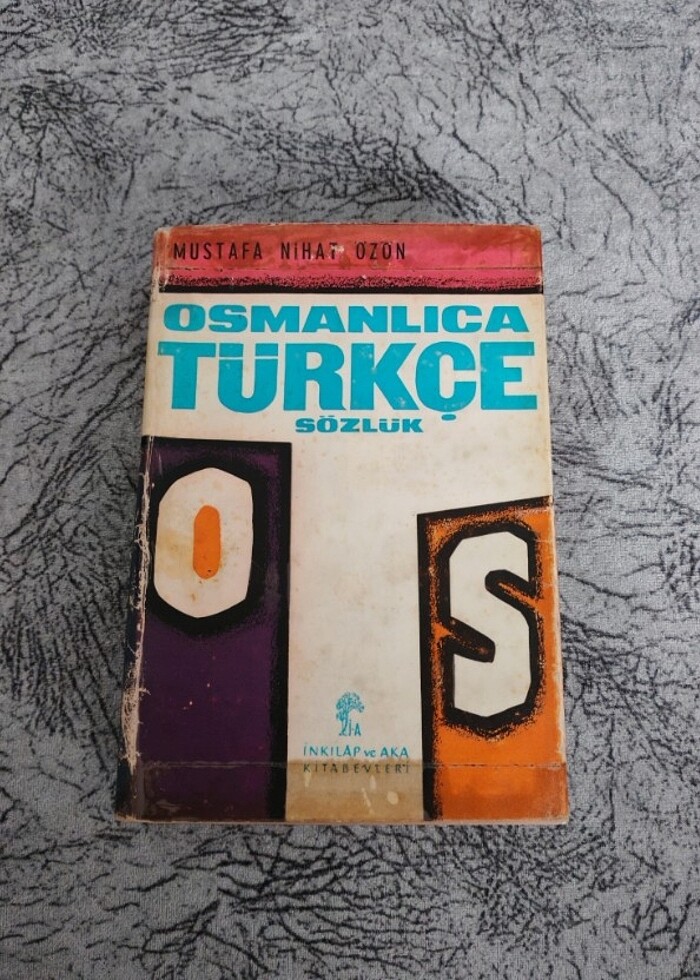 MUSTAFA NİHAT ÖZÖN
OSMANLICA
TÜRKÇE
SÖZLÜK
O
S
İ-A
İNKILÂP ve AKA
KİTABEVLERİ